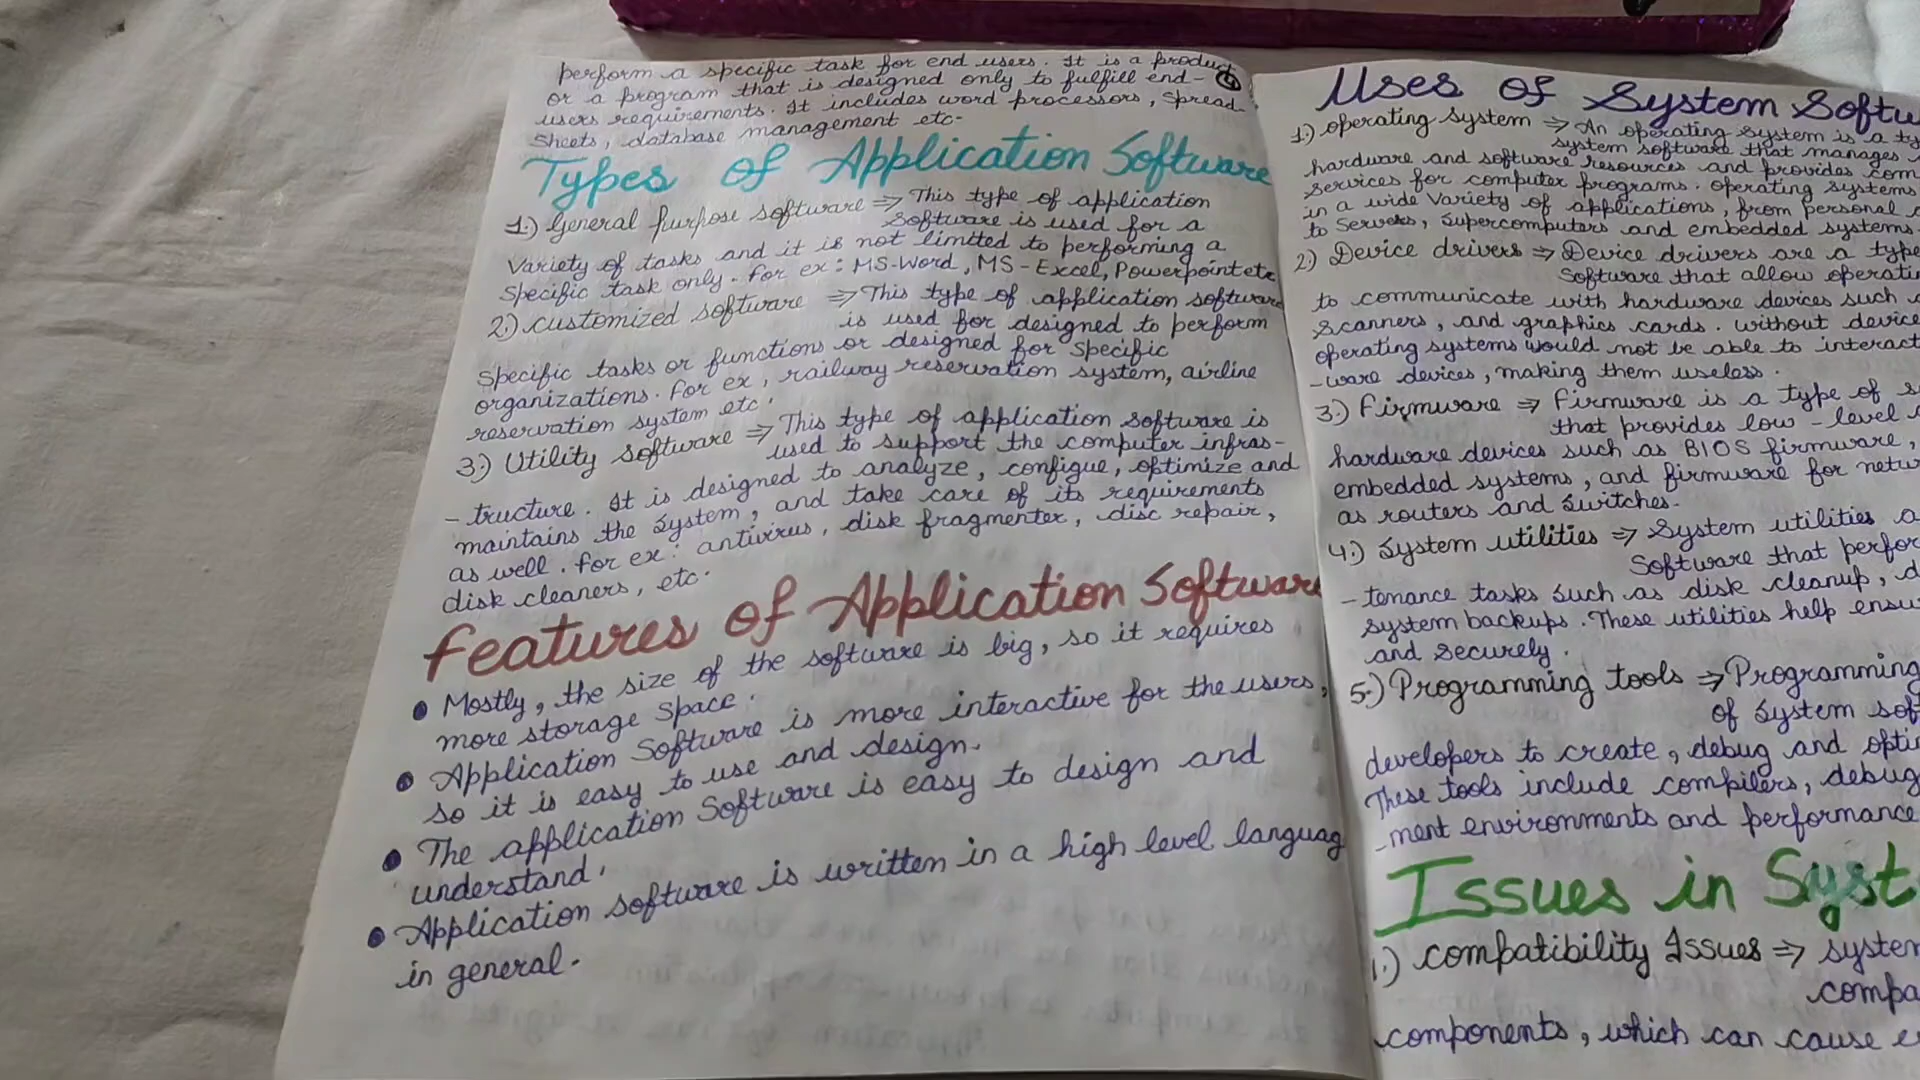 perform a specific task for end users. It is a product
or a program that is designed only to fulfill end-
users requirements. It includes word processors, spread-
sheets, database management etc-
Types of Application Software
1.) General purpose software ⇒ This type of application
software is used for a
variety of tasks and it is not limited to performing a
specific task only. for ex: MS-Word, MS-Excel, Powerpoint etc
2.) customized software ⇒ This type of application software
is used for designed to perform
specific tasks or functions or designed for specific
organizations. for ex, railway reservation system, airline
reservation system etc.
3.) Utility software ⇒ This type of application software is
used to support the computer infras-
-tructure. It is designed to analyze, configue, optimize and
maintains the system, and take care of its requirements
as well. for ex: antivirus, disk fragmenter, disc repair,
disk cleaners, etc.
features of Application Software
• Mostly, the size of the software is big, so it requires
more storage space.
• Application Software is more interactive for the users,
so it is easy to use and design.
• The application Software is easy to design and
understand.
• Application software is written in a high level languag
in general.
Uses of System Softw
1.) operating system ⇒ An operating system is a ty
system software that manages
hardware and software resources and provides com
services for computer programs. operating systems
in a wide variety of applications, from personal
to servers, supercomputers and embedded systems.
2.) Device drivers ⇒ Device drivers are a type
software that allow operati
to communicate with hardware devices such
scanners, and graphics cards. without device
operating systems would not be able to interact
-ware devices, making them useless.
3.) firmware ⇒ firmware is a type of s
that provides low-level
hardware devices such as BIOS firmware,
embedded systems, and firmware for netw
as routers and switches.
4.) System utilities ⇒ System utilities a
Software that perfor
-tenance tasks such as disk cleanup, d
system backups. These utilities help ensu
and securely.
5.) Programming tools ⇒ Programming
of system sof
developers to create, debug and opti
These tools include compilers, debug
-ment environments and performance
Issues in Syst
1.) compatibility Issues ⇒ system
compa
components, which can cause e